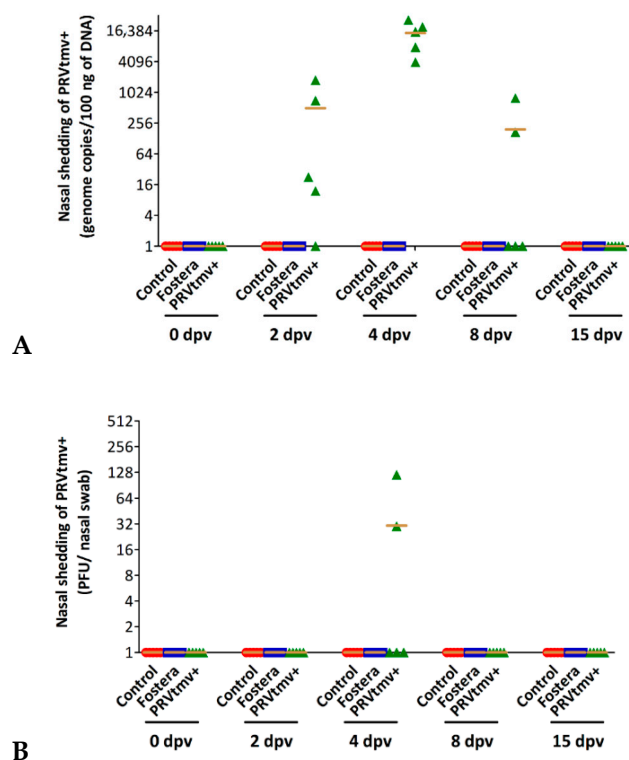 Nasal shedding of PRVtmv+
(genome copies/100 ng of DNA)
16,384
4096
1024
256
64
16
4
1
Control
Fostera
PRVtmv+
Control
Fostera
PRVtmv+
Control
Fostera
PRVtmv+
Control
Fostera
PRVtmv+
Control
Fostera
PRVtmv+
0 dpv
2 dpv
4 dpv
8 dpv
15 dpv
A
Nasal shedding of PRVtmv+
(PFU/ nasal swab)
512
256
128
64
32
16
8
4
2
1
Control
Fostera
PRVtmv+
Control
Fostera
PRVtmv+
Control
Fostera
PRVtmv+
Control
Fostera
PRVtmv+
Control
Fostera
PRVtmv+
0 dpv
2 dpv
4 dpv
8 dpv
15 dpv
B